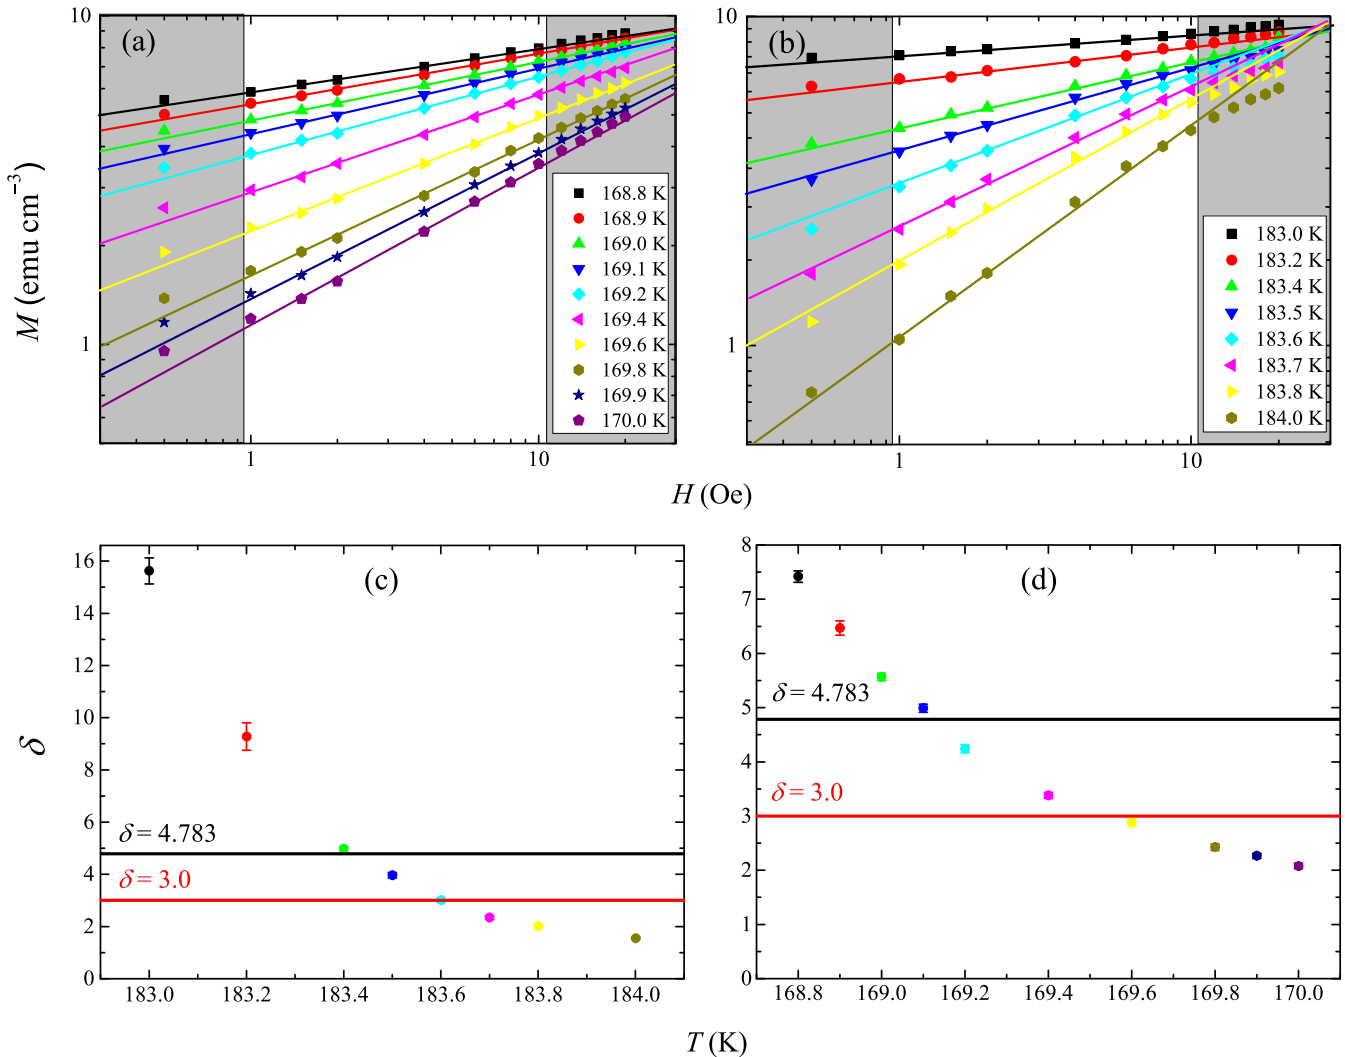 (a)
10
1
M (emu cm⁻³)
1
10
168.8 K
168.9 K
169.0 K
169.1 K
169.2 K
169.4 K
169.6 K
169.8 K
169.9 K
170.0 K
(b)
10
1
1
10
183.0 K
183.2 K
183.4 K
183.5 K
183.6 K
183.7 K
183.8 K
184.0 K
H (Oe)
(c)
16
14
12
10
8
6
4
2
0
δ
δ = 4.783
δ = 3.0
183.0 183.2 183.4 183.6 183.8 184.0
(d)
8
7
6
5
4
3
2
1
0
δ = 4.783
δ = 3.0
168.8 169.0 169.2 169.4 169.6 169.8 170.0
T (K)